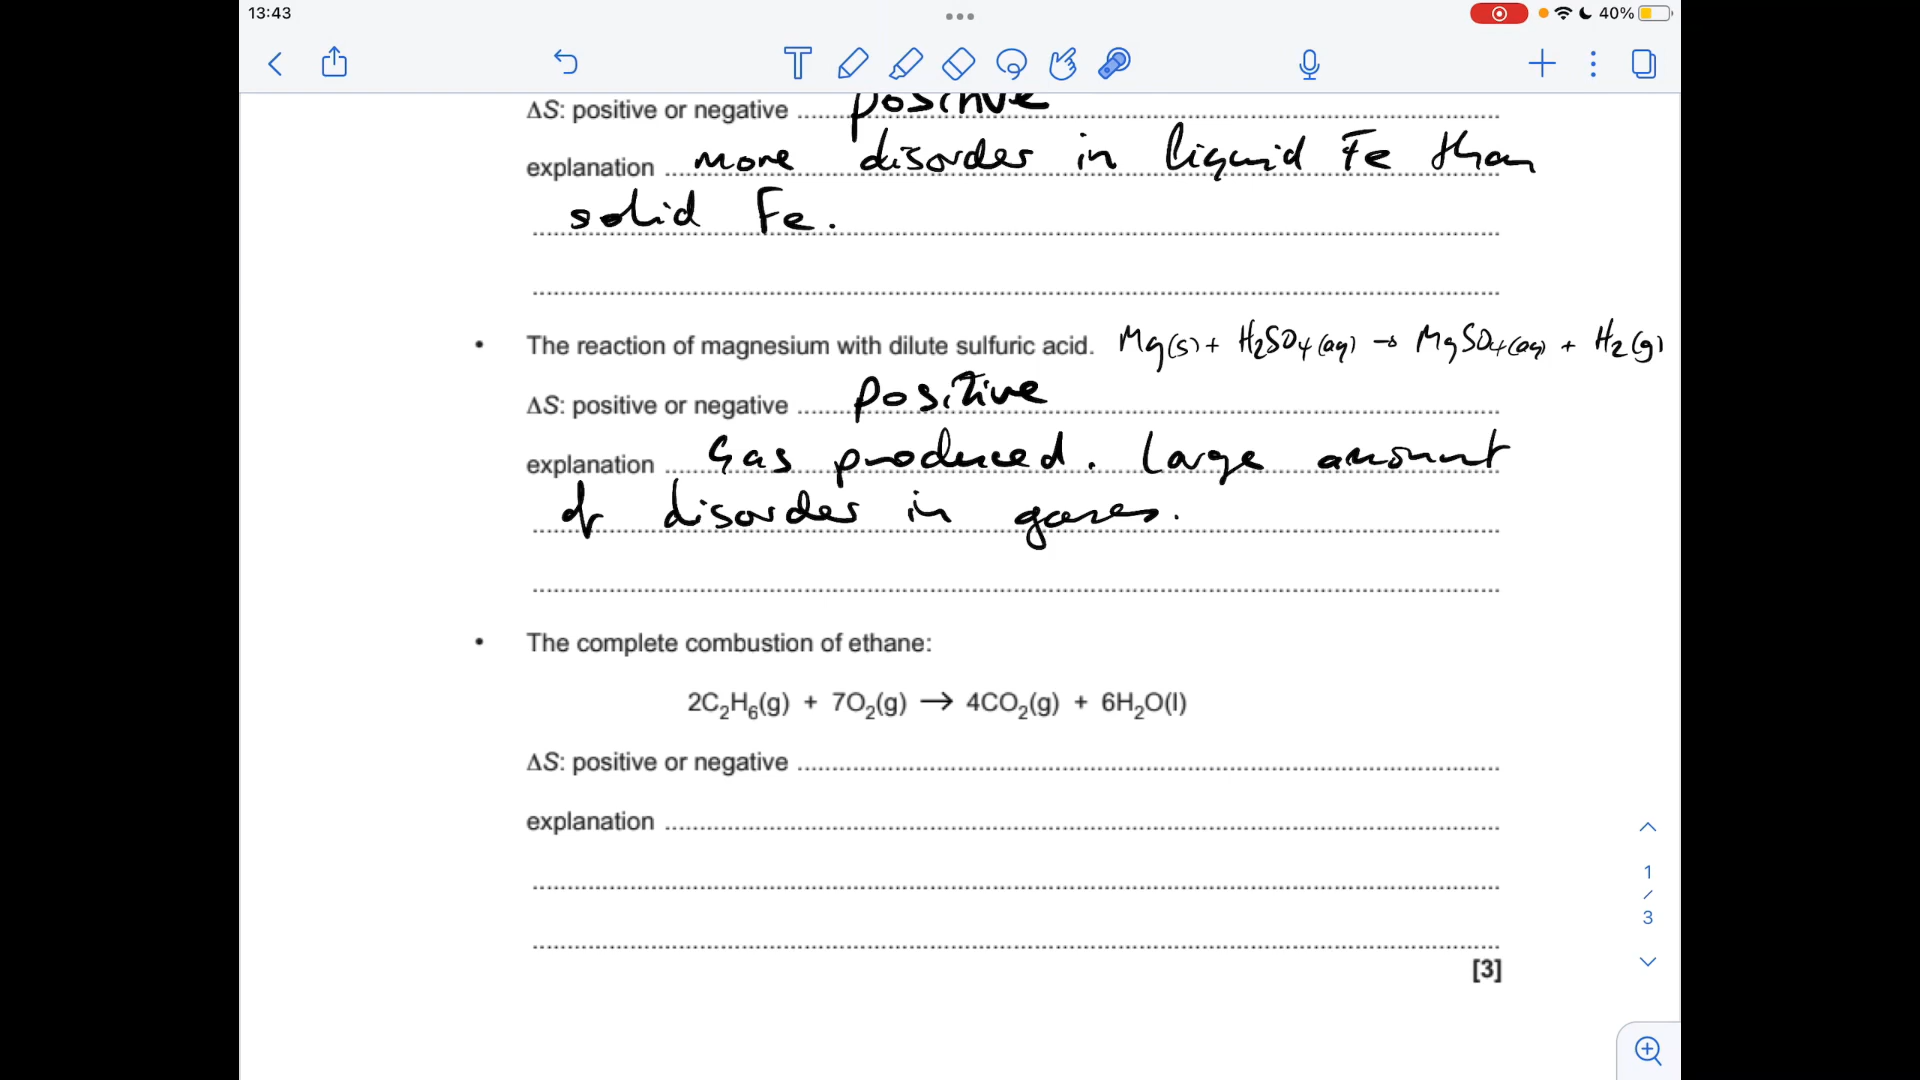 13:43
40%
ΔS: positive or negative positive
explanation more disorder in liquid Fe than
solid Fe.
• The reaction of magnesium with dilute sulfuric acid. Mg(s) + H₂SO₄(aq) → MgSO₄(aq) + H₂(g)
ΔS: positive or negative positive
explanation Gas produced. Large amount
of disorder in gases.
• The complete combustion of ethane:
2C₂H₆(g) + 7O₂(g) → 4CO₂(g) + 6H₂O(l)
ΔS: positive or negative
explanation
1
/
3
[3]